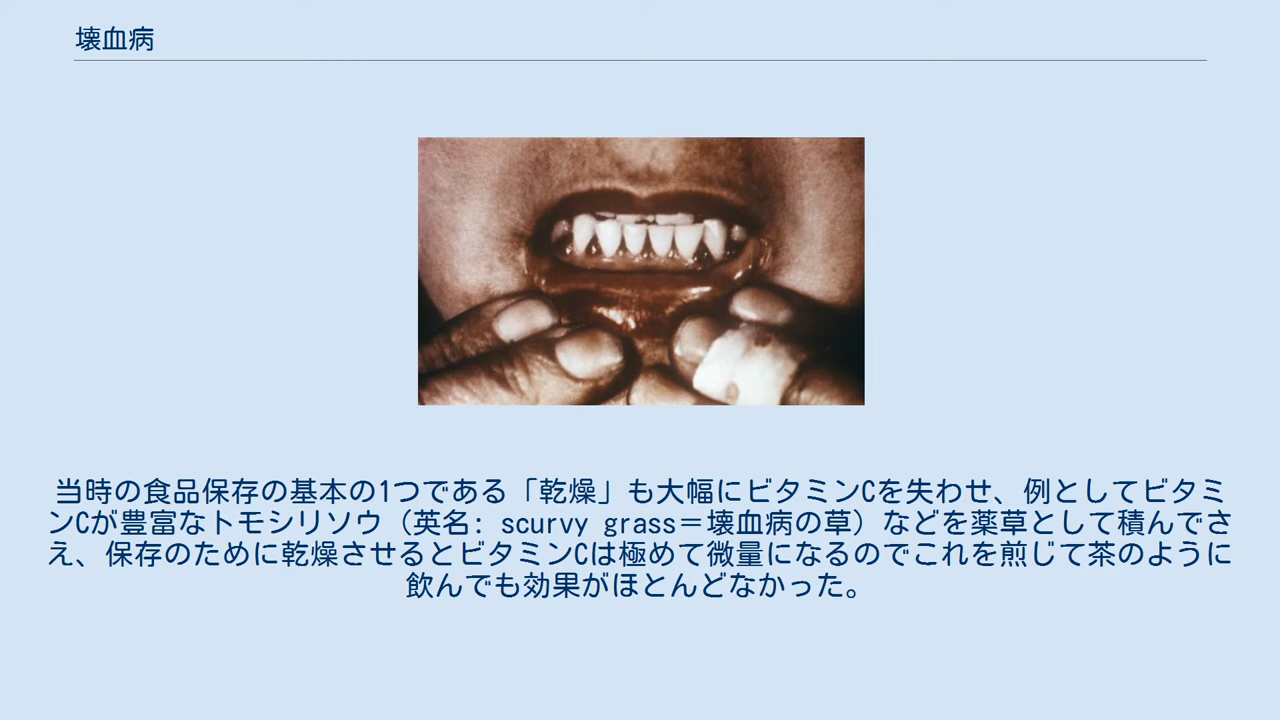 壊血病
当時の食品保存の基本の1つである「乾燥」も大幅にビタミンCを失わせ、例としてビタミ
ンCが豊富なトモシリソウ（英名: scurvy grass＝壊血病の草）などを薬草として積んでさ
え、保存のために乾燥させるとビタミンCは極めて微量になるのでこれを煎じて茶のように
飲んでも効果がほとんどなかった。